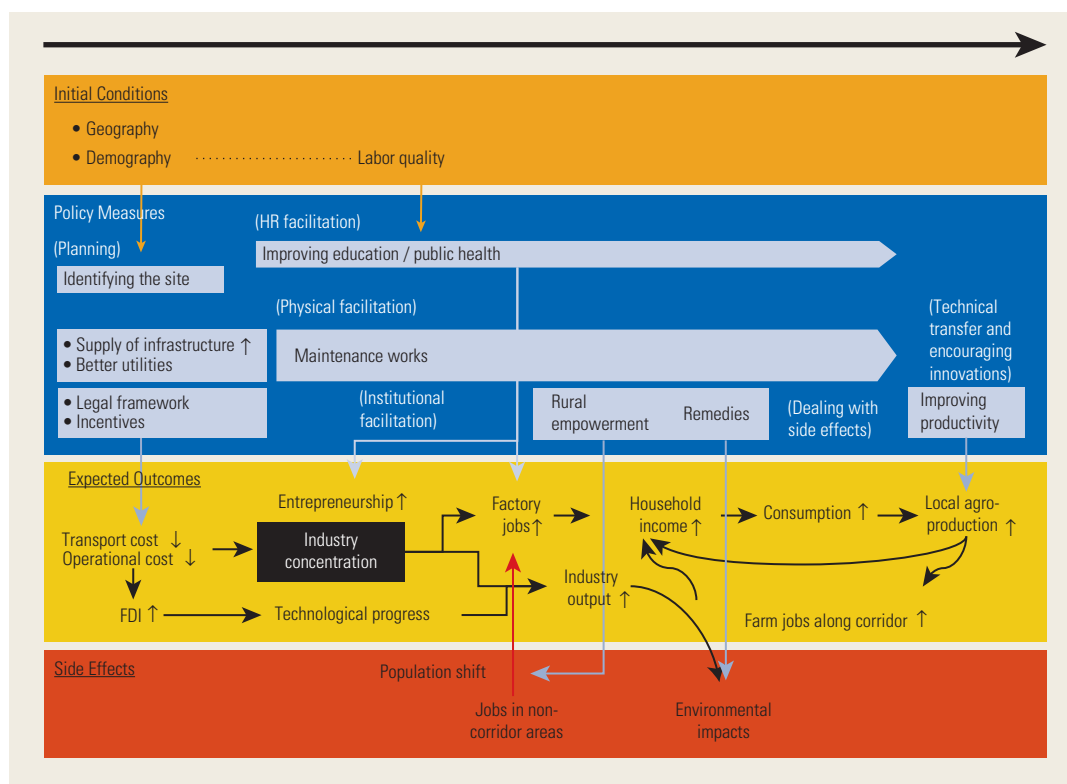 Initial Conditions
• Geography
• Demography ........................ Labor quality
Policy Measures
(HR facilitation)
(Planning)
Improving education / public health
Identifying the site
(Physical facilitation)
(Technical
transfer and
encouraging
innovations)
• Supply of infrastructure ↑
• Better utilities
Maintenance works
• Legal framework
• Incentives
(Institutional
facilitation)
Rural
empowerment
Remedies
(Dealing with
side effects)
Improving
productivity
Expected Outcomes
Entrepreneurship ↑
Factory
jobs ↑
Household
income ↑
Consumption ↑
Local agro-
production ↑
Transport cost ↓
Operational cost ↓
Industry
concentration
Industry
output ↑
FDI ↑
Technological progress
Farm jobs along corridor ↑
Side Effects
Population shift
Jobs in non-
corridor areas
Environmental
impacts